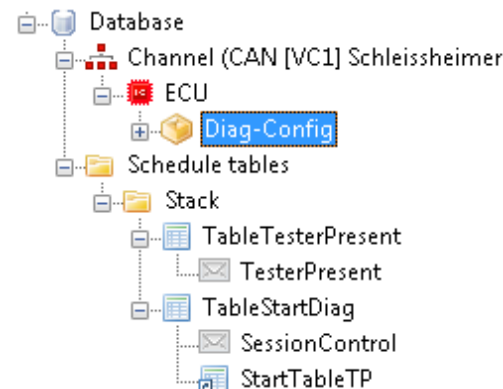 Database
Channel (CAN [VC1] Schleissheimer
ECU
Diag-Config
Schedule tables
Stack
TableTesterPresent
TesterPresent
TableStartDiag
SessionControl
StartTableTP